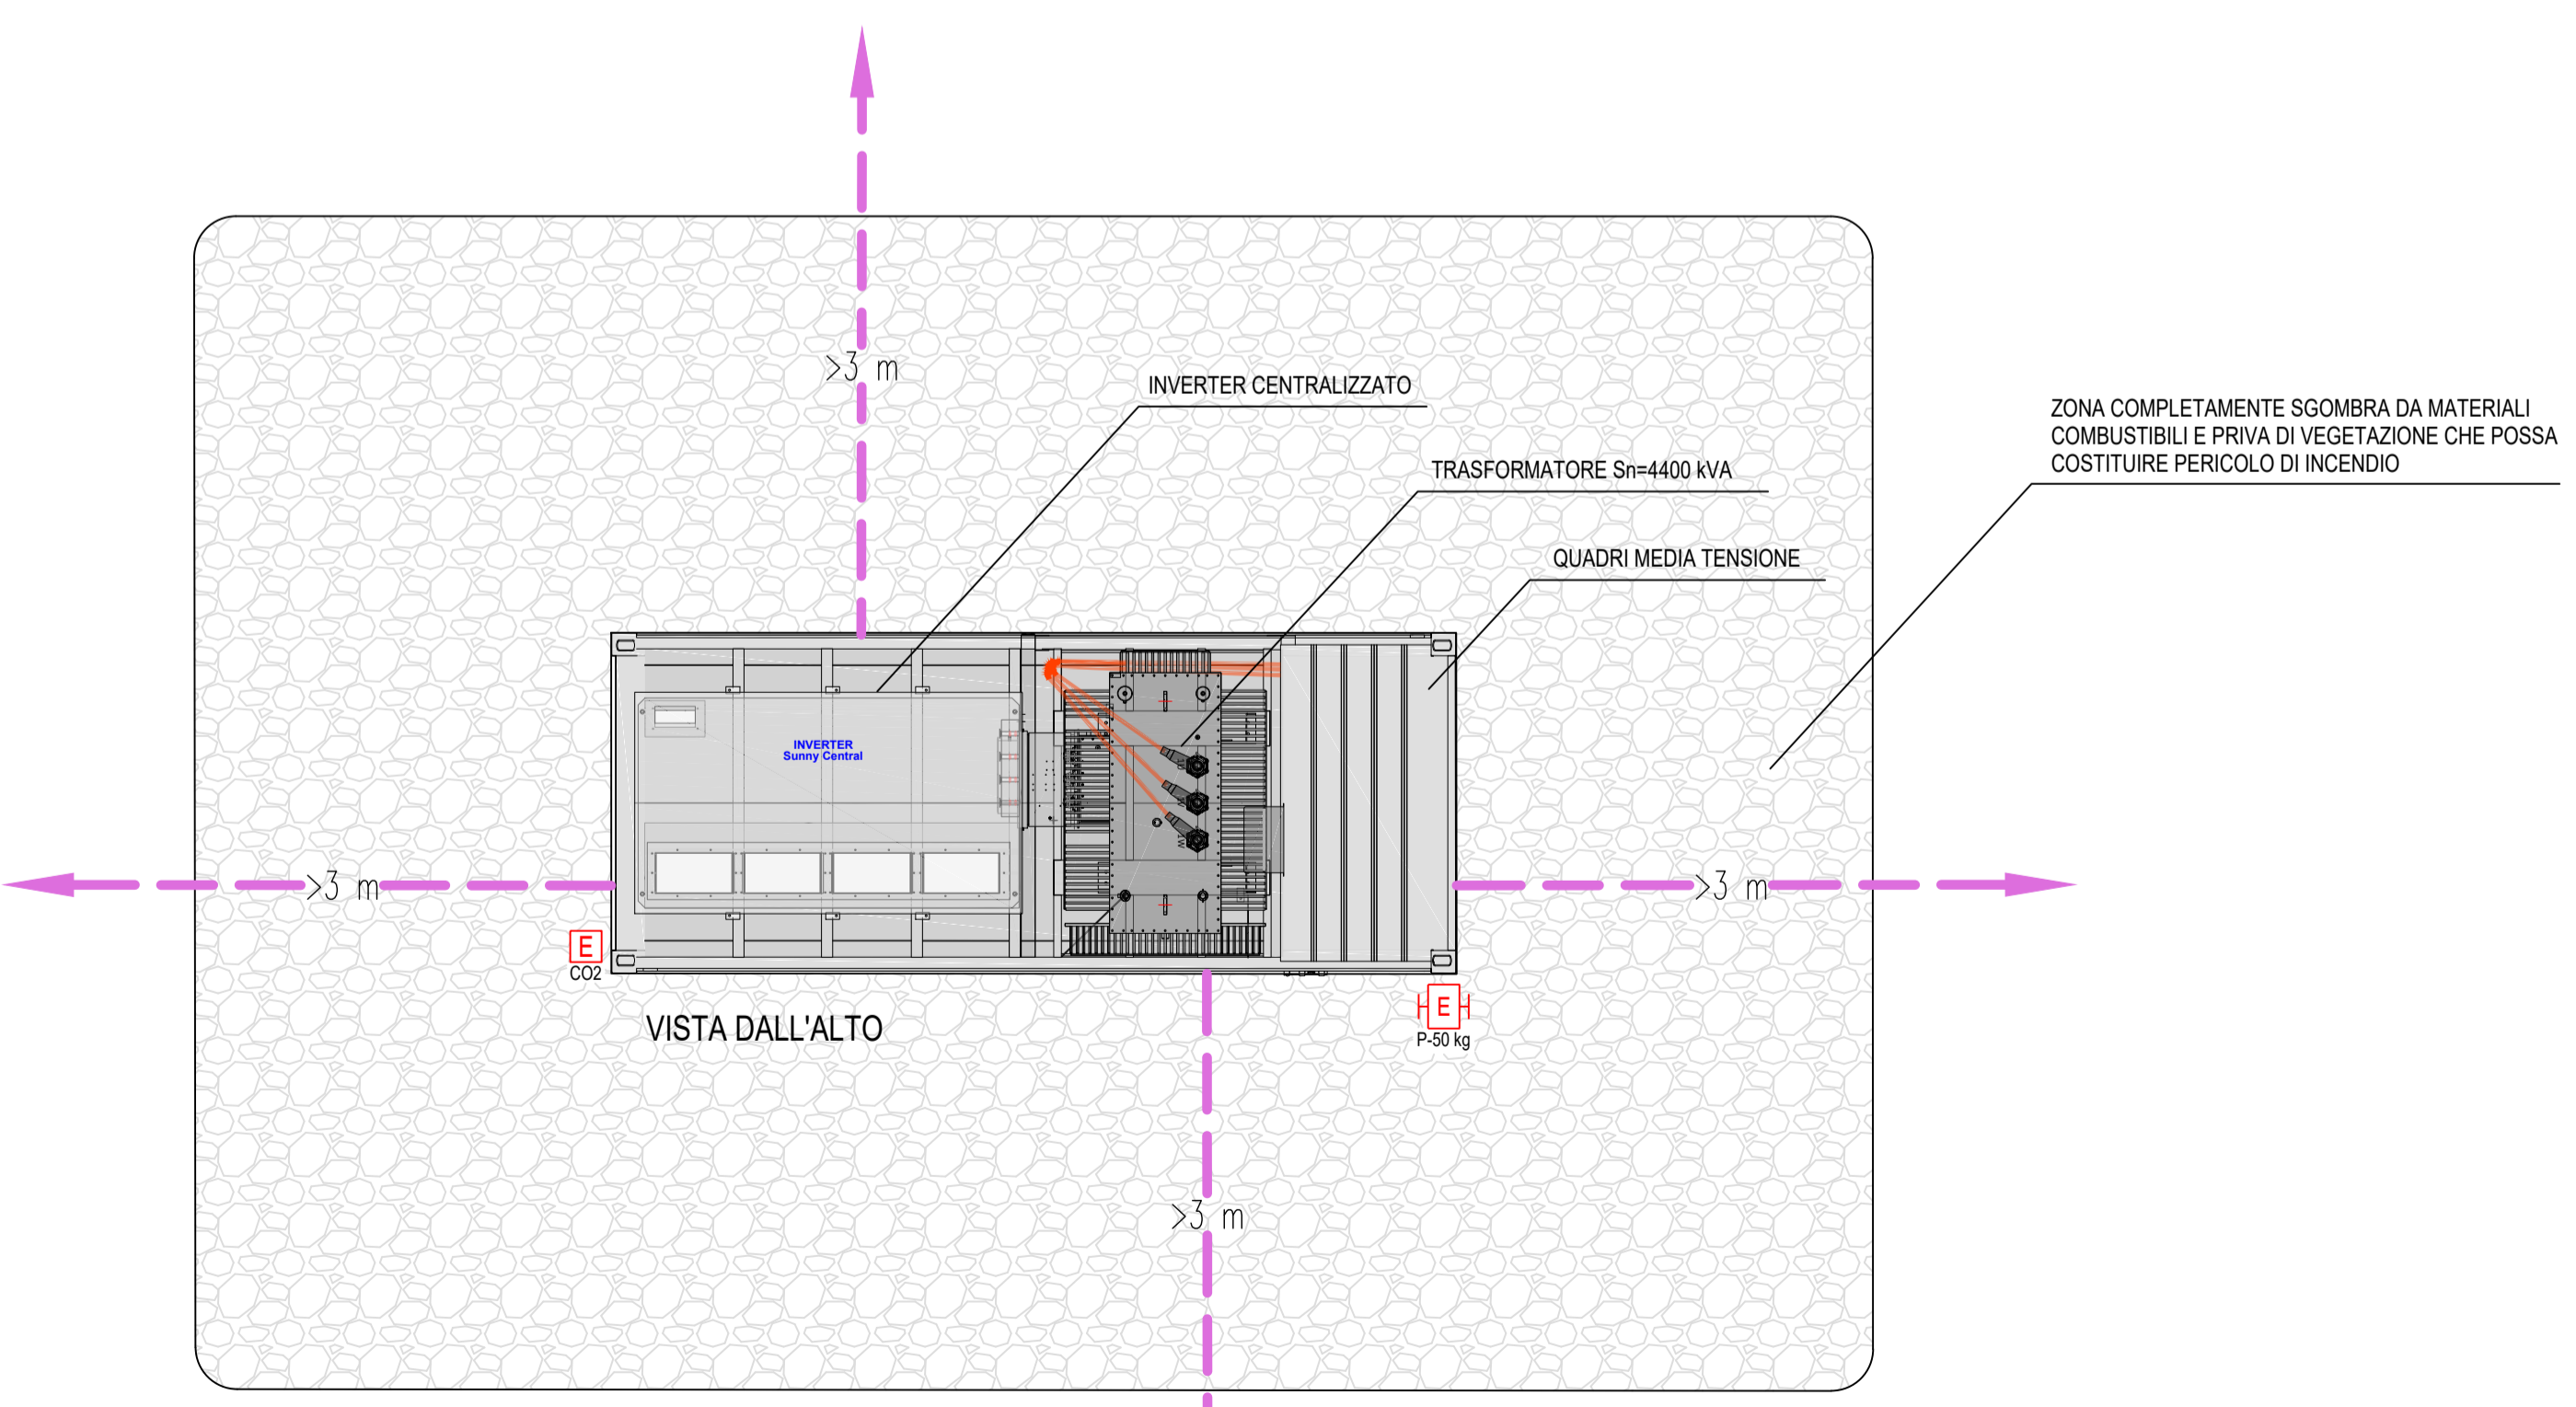 >3 m
INVERTER CENTRALIZZATO
ZONA COMPLETAMENTE SGOMBRA DA MATERIALI
COMBUSTIBILI E PRIVA DI VEGETAZIONE CHE POSSA
COSTITUIRE PERICOLO DI INCENDIO
TRASFORMATORE Sn=4400 kVA
QUADRI MEDIA TENSIONE
INVERTER
Sunny Central
>3 m
>3 m
E
CO2
E
P-50 kg
VISTA DALL'ALTO
>3 m